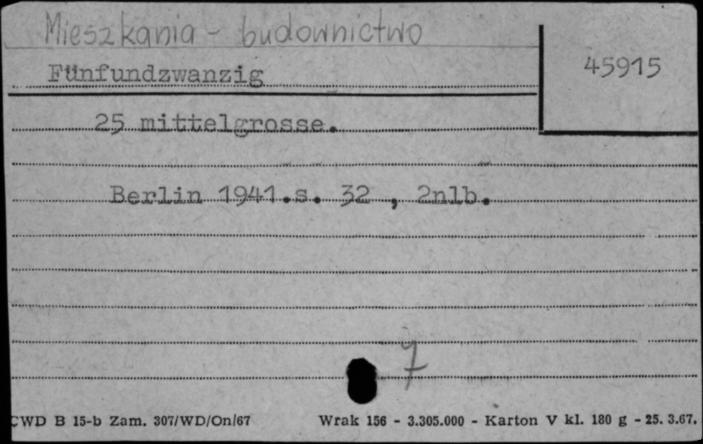 Mieszkania - budownictwo
45915
Fünfundzwanzig
25 mittelgrosse.
Berlin 1941.s. 32 , 2nlb.
7
CWD B 15-b Zam. 307/WD/On/67 Wrak 156 - 3.305.000 - Karton V kl. 180 g - 25. 3.67.